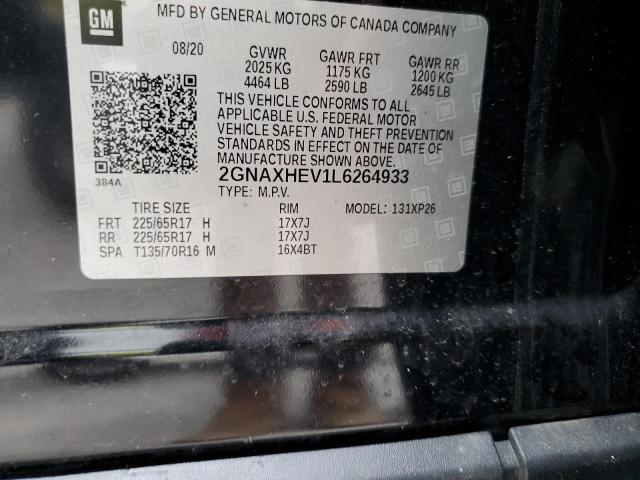 GM
MFD BY GENERAL MOTORS OF CANADA COMPANY
08/20 GVWR GAWR FRT GAWR RR
2025 KG 1175 KG 1200 KG
4464 LB 2590 LB 2645 LB
THIS VEHICLE CONFORMS TO ALL
APPLICABLE U.S. FEDERAL MOTOR
VEHICLE SAFETY AND THEFT PREVENTION
STANDARDS IN EFFECT ON THE DATE OF
MANUFACTURE SHOWN ABOVE.
384A 2GNAXHEV1L6264933
TYPE: M.P.V.
TIRE SIZE RIM MODEL: 131XP26
FRT 225/65R17 H 17X7J
RR 225/65R17 H 17X7J
SPA T135/70R16 M 16X4BT